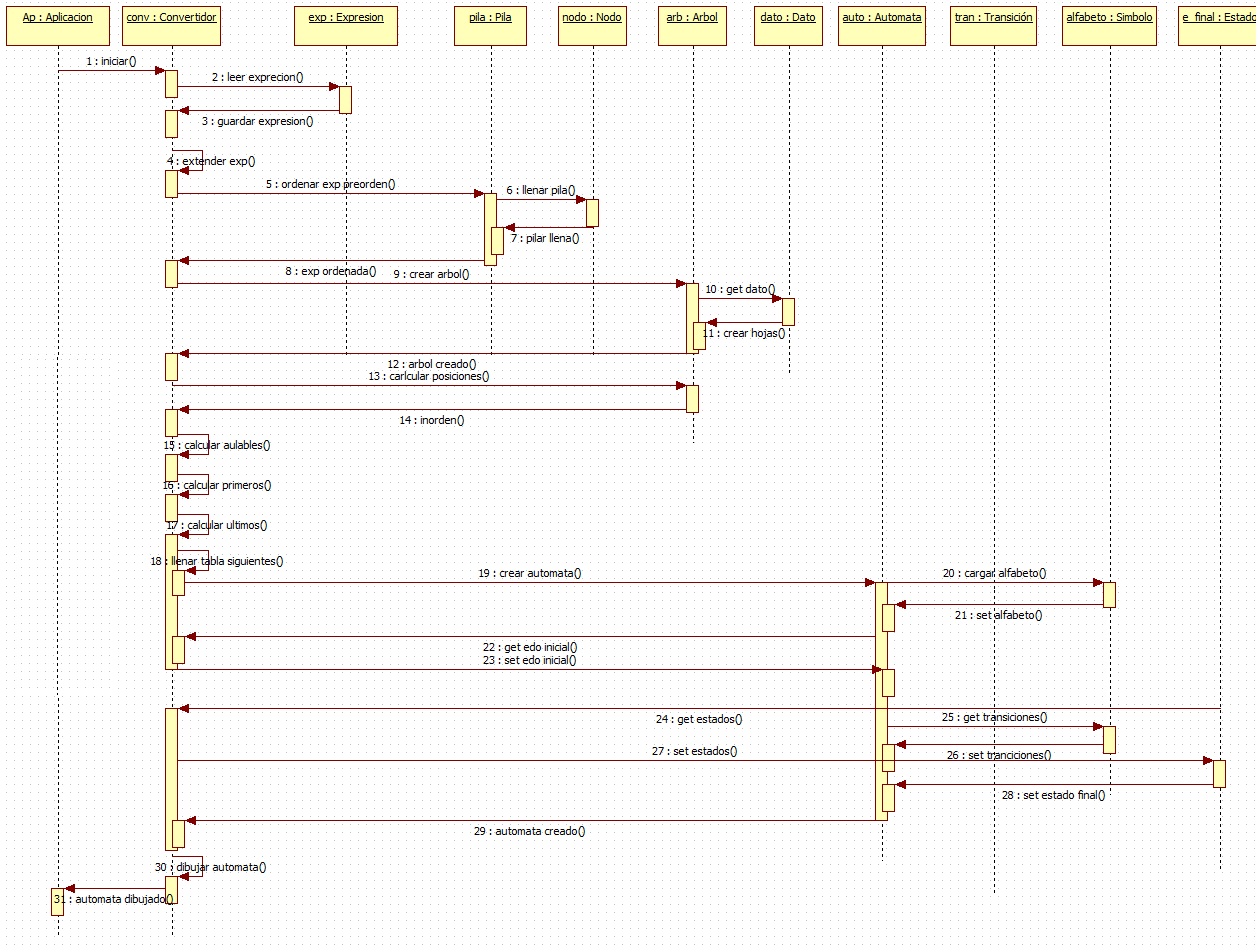 Ap : Aplicacion
conv : Convertidor
exp : Expresion
pila : Pila
nodo : Nodo
arb : Arbol
dato : Dato
auto : Automata
tran : Transición
alfabeto : Simbolo
e_final : Estado
1 : iniciar()
2 : leer exprecion()
3 : guardar expresion()
4 : extender exp()
5 : ordenar exp preorden()
6 : llenar pila()
7 : pilar llena()
8 : exp ordenada()
9 : crear arbol()
10 : get dato()
11 : crear hojas()
12 : arbol creado()
13 : carlcular posiciones()
14 : inorden()
15 : calcular aulables()
16 : calcular primeros()
17 : calcular ultimos()
18 : llenar tabla siguientes()
19 : crear automata()
20 : cargar alfabeto()
21 : set alfabeto()
22 : get edo inicial()
23 : set edo inicial()
24 : get estados()
25 : get transiciones()
27 : set estados()
26 : set tranciciones()
28 : set estado final()
29 : automata creado()
30 : dibujar automata()
31 : automata dibujado()